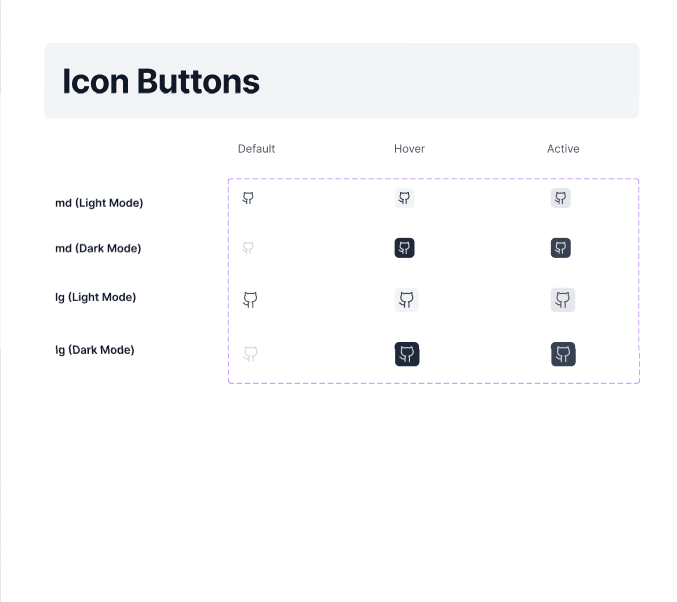 Icon Buttons
Default Hover Active
md (Light Mode)
md (Dark Mode)
lg (Light Mode)
lg (Dark Mode)